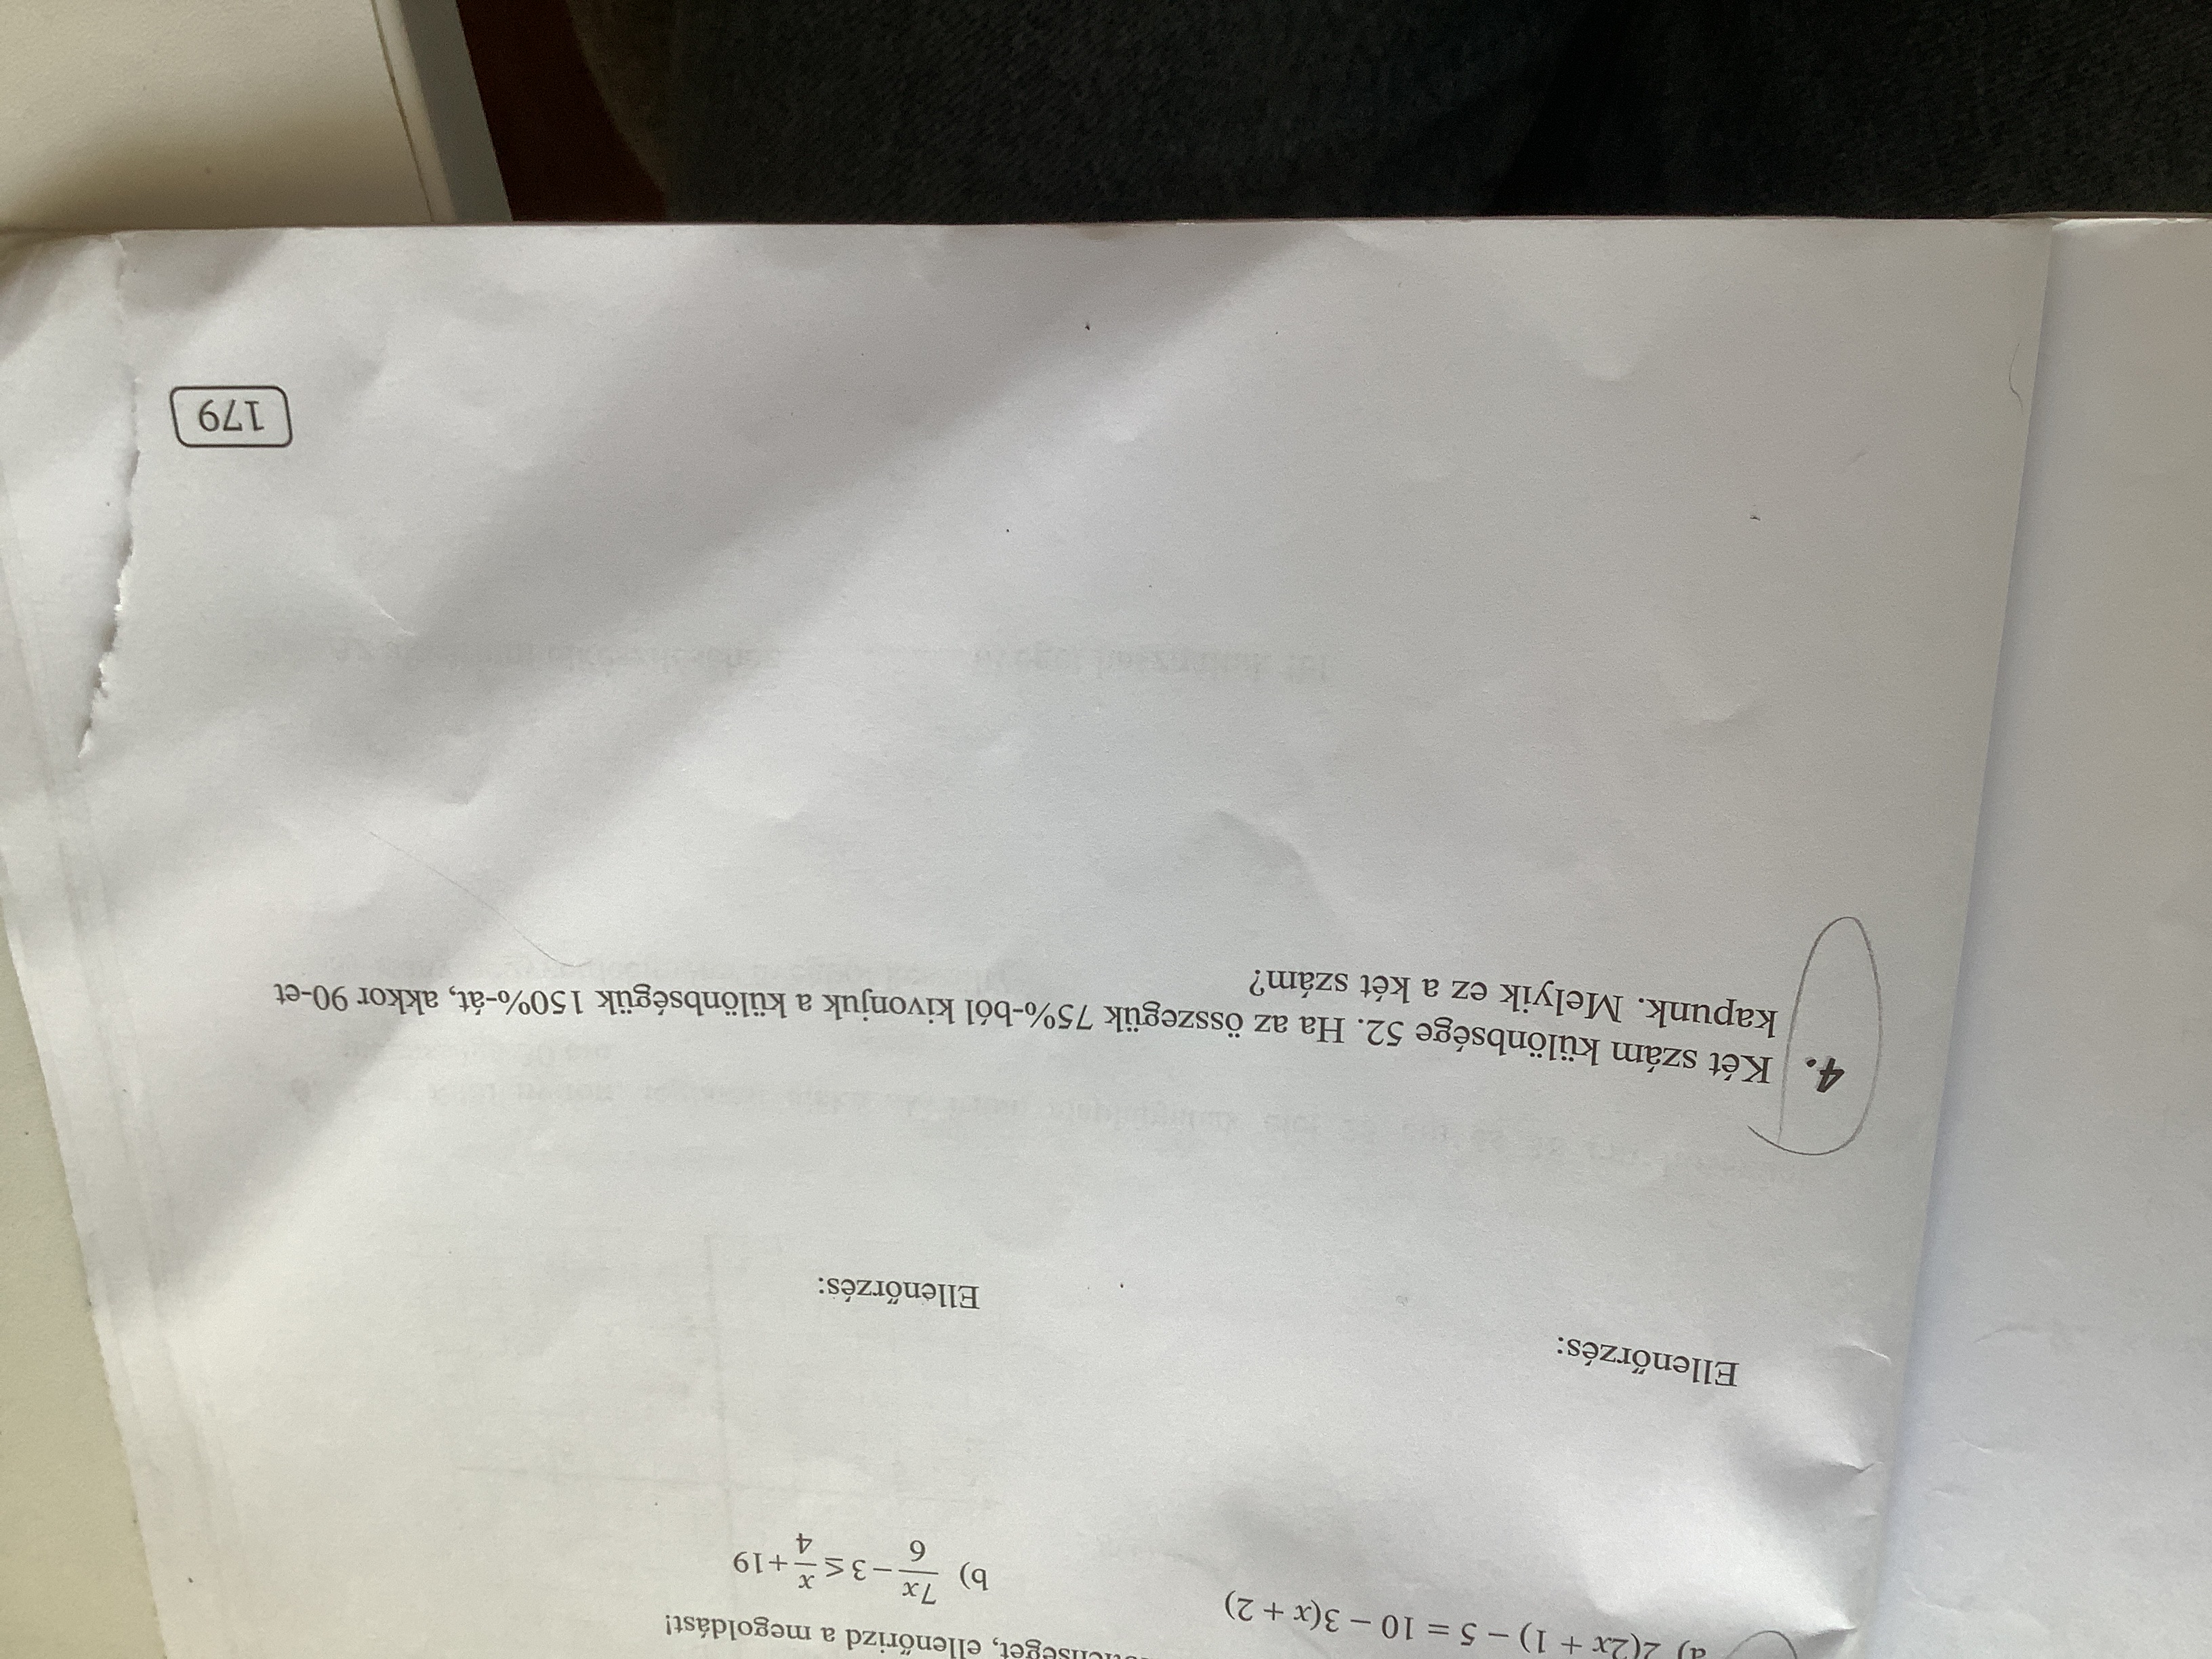 ellenőrizd a megoldást!
a) 2(2x + 1) − 5 = 10 − 3(x + 2)
b) 7x/6 − 3 ≤ x/4 + 19
Ellenőrzés:
Ellenőrzés:
4. Két szám különbsége 52. Ha az összegük 75%-ból kivonjuk a különbségük 150%-át, akkor 90-et
kapunk. Melyik ez a két szám?
179